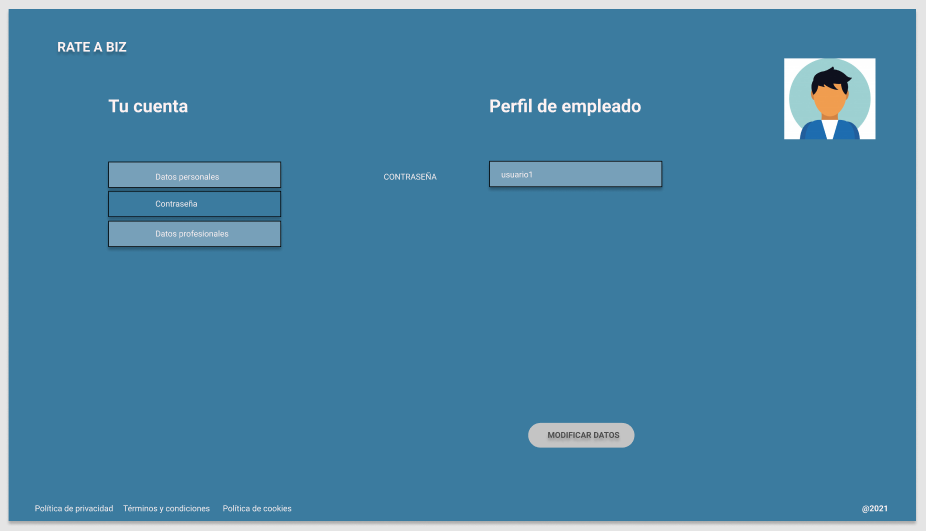 RATE A BIZ
Tu cuenta
Perfil de empleado
Datos personales
Contraseña
Datos profesionales
CONTRASEÑA
usuario1
MODIFICAR DATOS
Política de privacidad Términos y condiciones Política de cookies
@2021